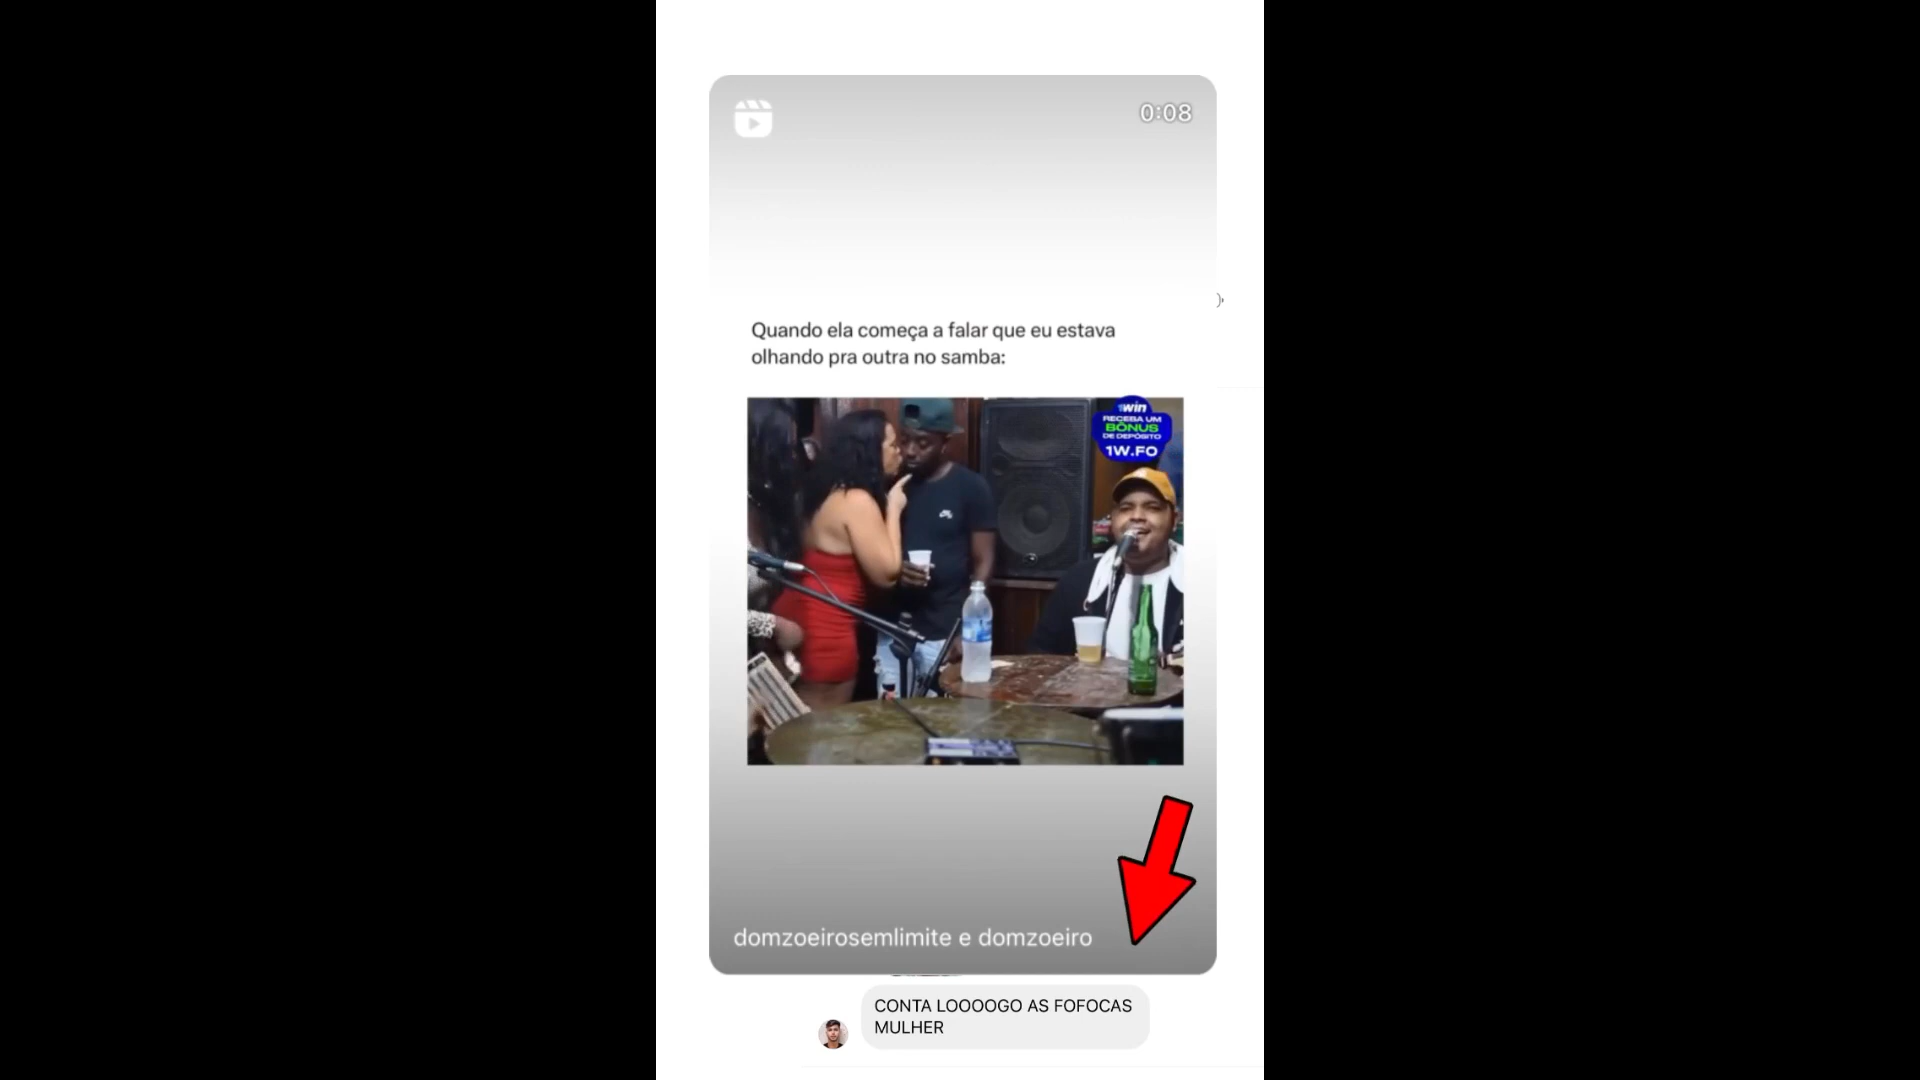 0:08
Quando ela começa a falar que eu estava
olhando pra outra no samba:
1win
RECEBA UM
BÔNUS
DE DEPÓSITO
1W.FO
domzoeirosemlimite e domzoeiro
CONTA LOOOOGO AS FOFOCAS
MULHER